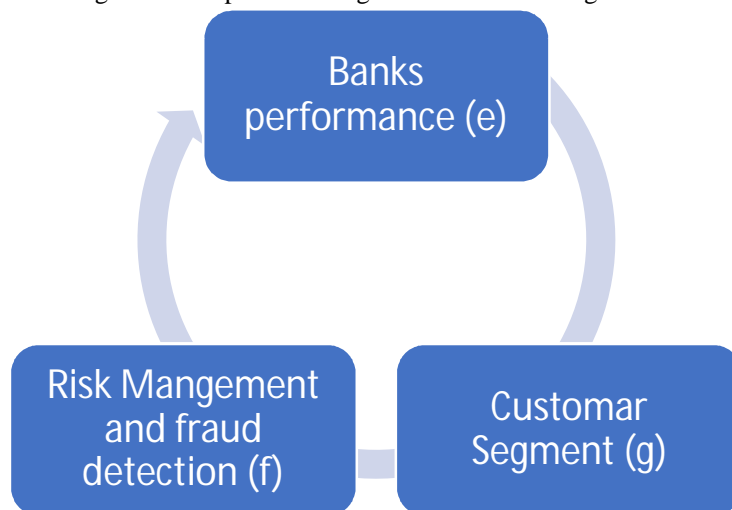 Banks
performance (e)
Risk Mangement
and fraud
detection (f)
Customar
Segment (g)